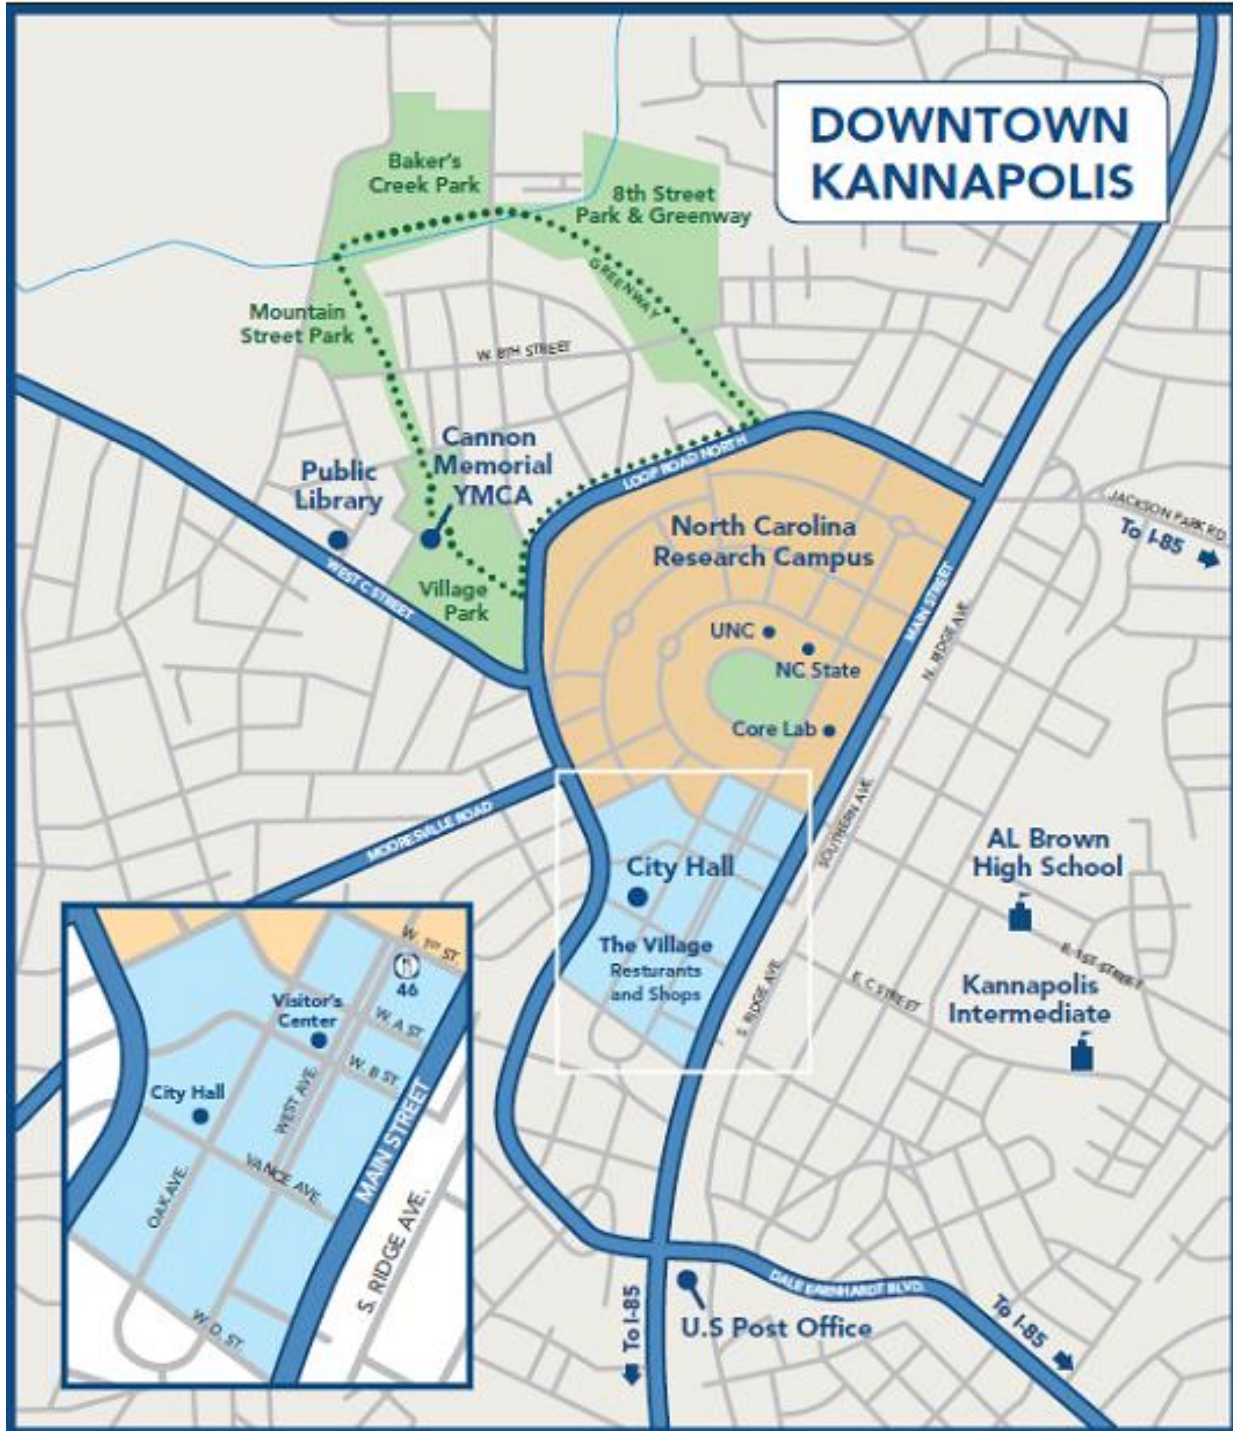 DOWNTOWN
KANNAPOLIS
Baker's
Creek Park
8th Street
Park & Greenway
GREENWAY
Mountain
Street Park
W. 8TH STREET
Cannon
Memorial
YMCA
Public
Library
LOOP ROAD NORTH
JACKSON PARK RD.
To I-85
North Carolina
Research Campus
WEST C STREET
Village
Park
MAIN STREET
N. RIDGE AVE.
UNC
NC State
Core Lab
MOORESVILLE ROAD
SOUTHERN AVE.
AL Brown
High School
City Hall
The Village
Resturants
and Shops
S. RIDGE AVE.
E. C STREET
E. 1ST STREET
Kannapolis
Intermediate
W. 1ST ST.
46
Visitor's
Center
W. A ST.
W. B ST.
City Hall
WEST AVE.
MAIN STREET
VANCE AVE.
OAK AVE.
S. RIDGE AVE.
W. D. ST.
DALE EARNHARDT BLVD.
To I-85
U.S Post Office
To I-85